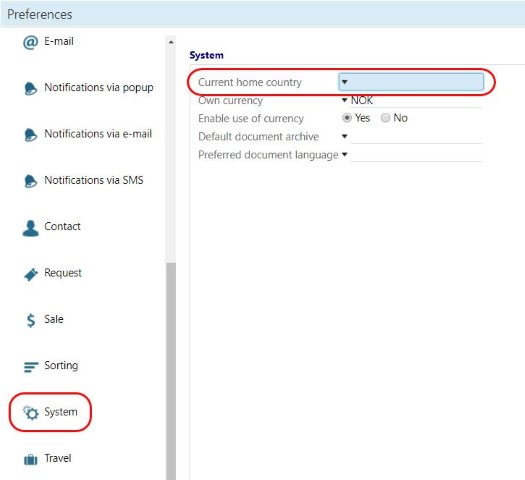 Preferences
E-mail
Notifications via popup
Notifications via e-mail
Notifications via SMS
Contact
Request
Sale
Sorting
System
Travel
System
Current home country
Own currency NOK
Enable use of currency Yes No
Default document archive
Preferred document language